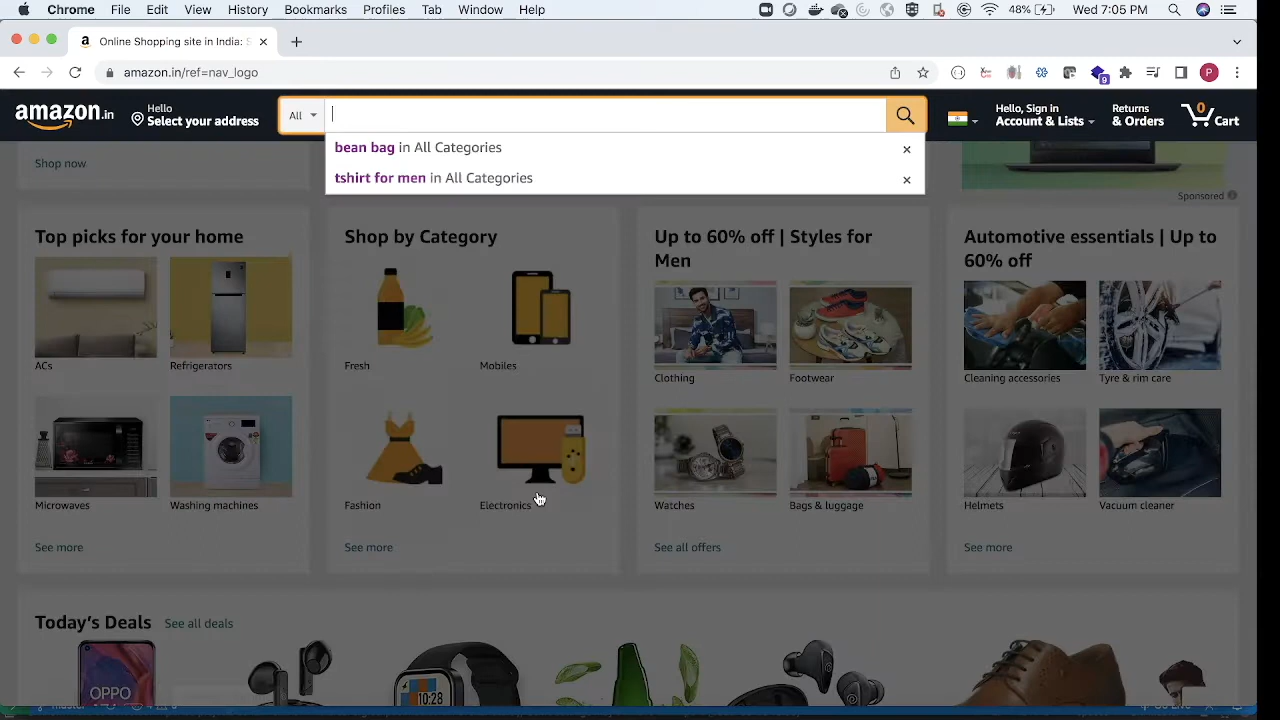 Chrome File Edit View History Bookmarks Profiles Tab Window Help 48% Wed 7:05 PM
a Online Shopping site in India: S
amazon.in/ref=nav_logo 9 P
amazon.in Hello
Select your address
All
Hello, Sign in
Account & Lists
Returns
& Orders
0
Cart
bean bag in All Categories
tshirt for men in All Categories
Shop now
Sponsored
Top picks for your home
ACs Refrigerators
Microwaves Washing machines
See more
Shop by Category
Fresh Mobiles
Fashion Electronics
See more
Up to 60% off | Styles for
Men
Clothing Footwear
Watches Bags & luggage
See all offers
Automotive essentials | Up to
60% off
Cleaning accessories Tyre & rim care
Helmets Vacuum cleaner
See more
Today's Deals See all deals
OPPO
10:28